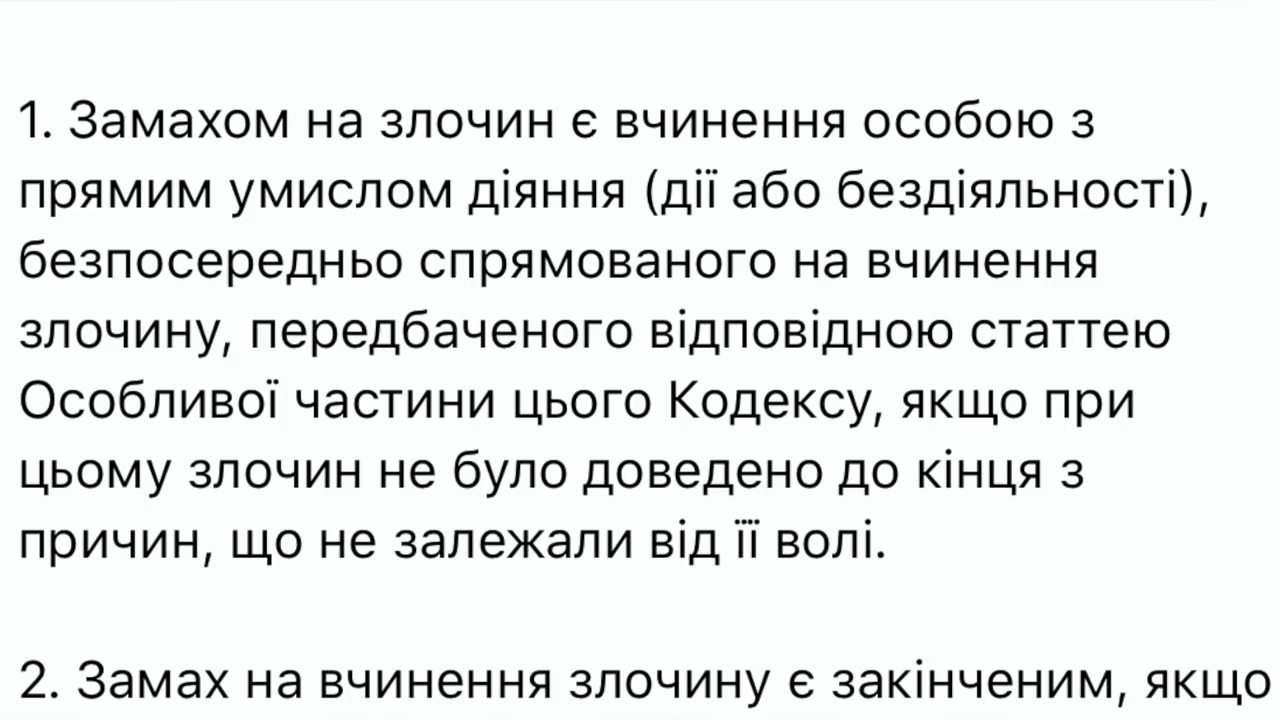 1. Замахом на злочин є вчинення особою з
прямим умислом діяння (дії або бездіяльності),
безпосередньо спрямованого на вчинення
злочину, передбаченого відповідною статтею
Особливої частини цього Кодексу, якщо при
цьому злочин не було доведено до кінця з
причин, що не залежали від її волі.
2. Замах на вчинення злочину є закінченим, якщо